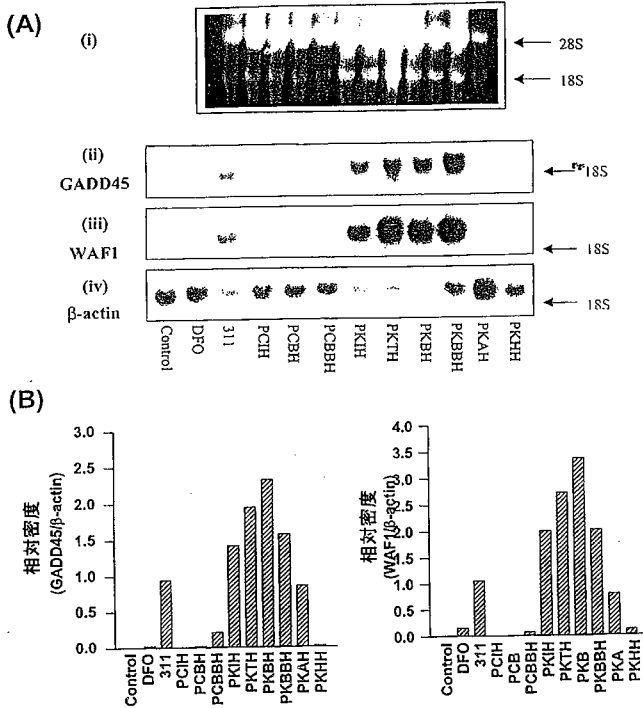 (A)
(i)
28S
18S
(ii)
GADD45
18S
(iii)
WAF1
18S
(iv)
β-actin
18S
Control
DFO
311
PCIH
PCBH
PCBBH
PKIH
PKTH
PKBH
PKBBH
PKAH
PKHH
(B)
相对密度
(GADD45/β-actin)
3.0
2.5
2.0
1.5
1.0
0.5
0.0
Control
DFO
311
PCIH
PCBH
PCBBH
PKIH
PKTH
PKBH
PKBBH
PKAH
PKHH
相对密度
(WAF1/β-actin)
4.0
3.5
3.0
2.5
2.0
1.5
1.0
0.5
0.0
Control
DFO
311
PCIH
PCB
PCBBH
PKIH
PKTH
PKB
PKBBH
PKA
PKHH